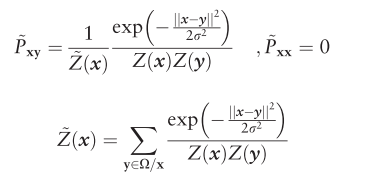 P̃_xy = 1/Z̃(x) exp(−||x−y||²/2σ²)/Z(x)Z(y) , P̃_xx = 0
Z̃(x) = ∑_{y∈Ω/x} exp(−||x−y||²/2σ²)/Z(x)Z(y)